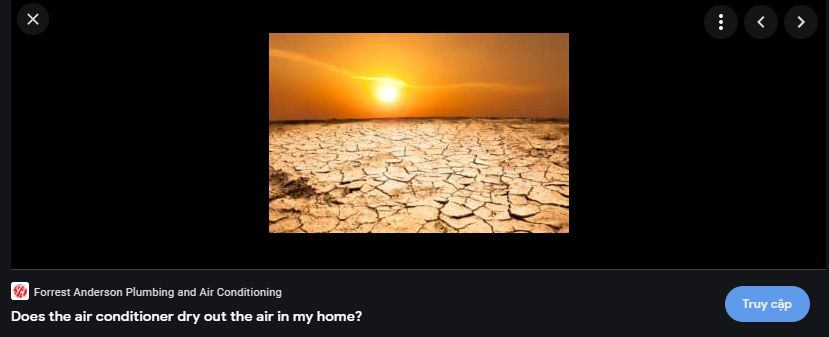 Forrest Anderson Plumbing and Air Conditioning
Does the air conditioner dry out the air in my home?
Truy cập